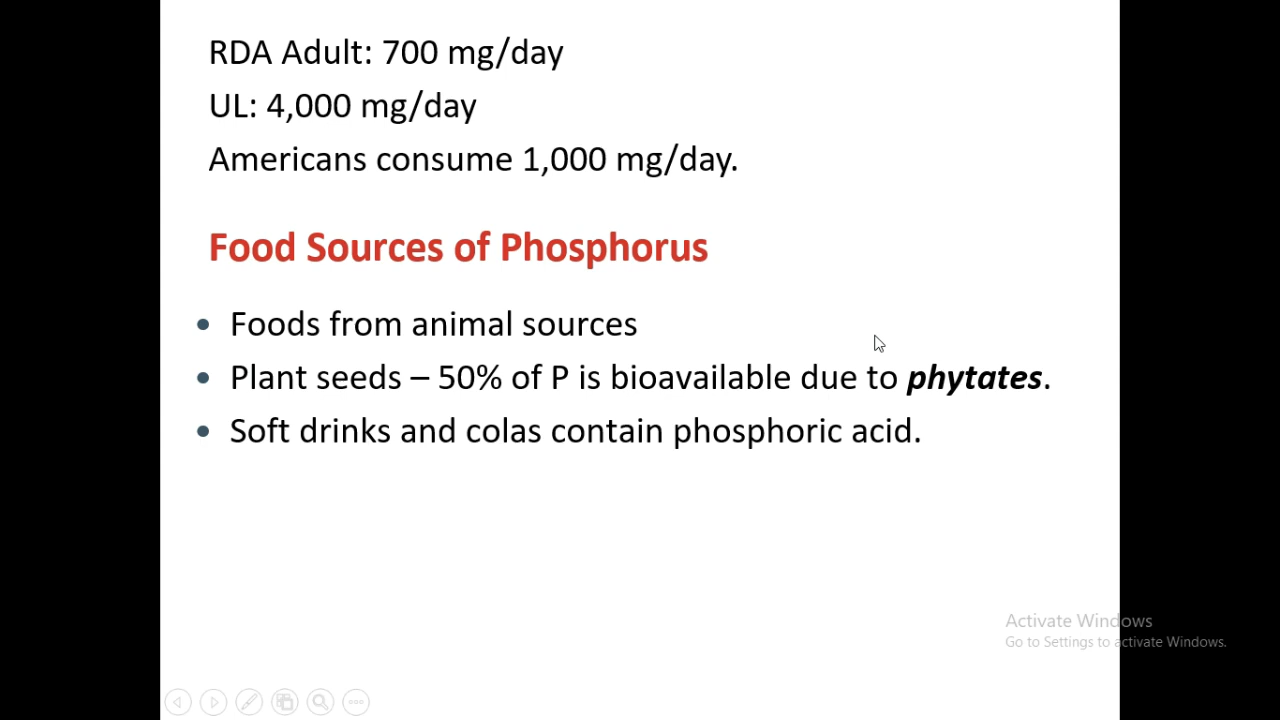 RDA Adult: 700 mg/day
UL: 4,000 mg/day
Americans consume 1,000 mg/day.
Food Sources of Phosphorus
• Foods from animal sources
• Plant seeds – 50% of P is bioavailable due to phytates.
• Soft drinks and colas contain phosphoric acid.
Activate Windows
Go to Settings to activate Windows.